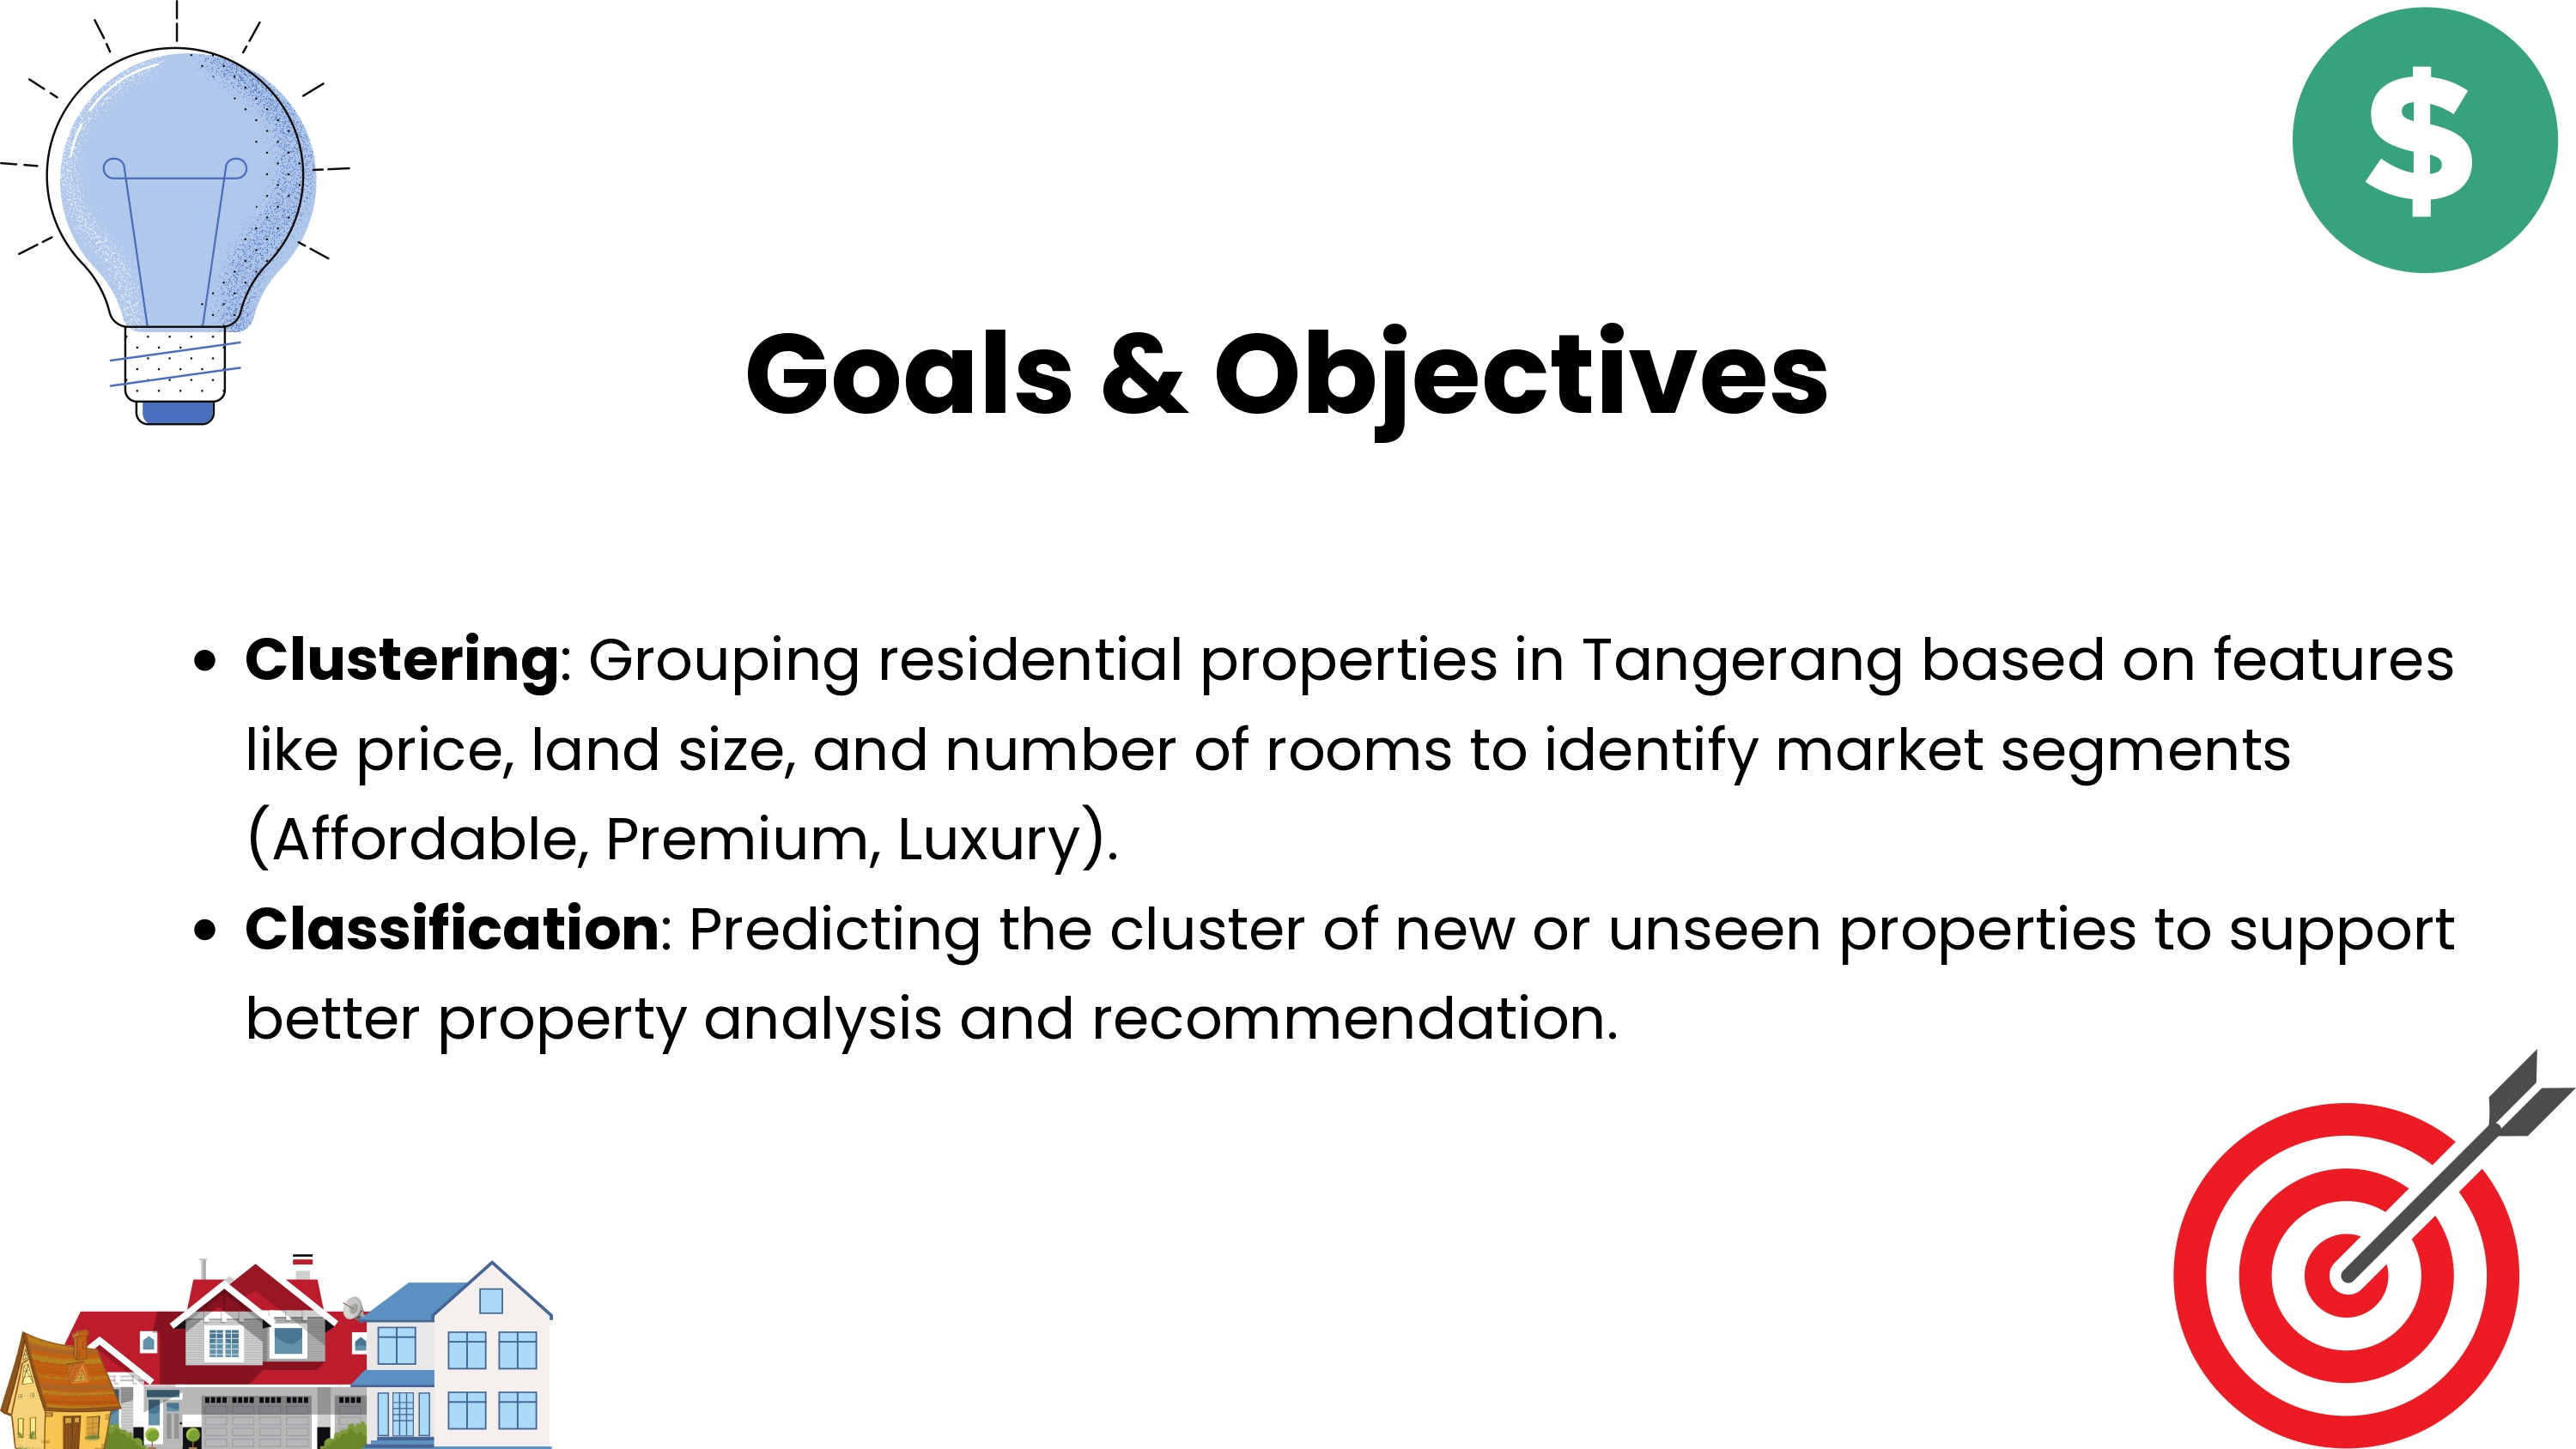 $
Goals & Objectives
• Clustering: Grouping residential properties in Tangerang based on features
like price, land size, and number of rooms to identify market segments
(Affordable, Premium, Luxury).
• Classification: Predicting the cluster of new or unseen properties to support
better property analysis and recommendation.